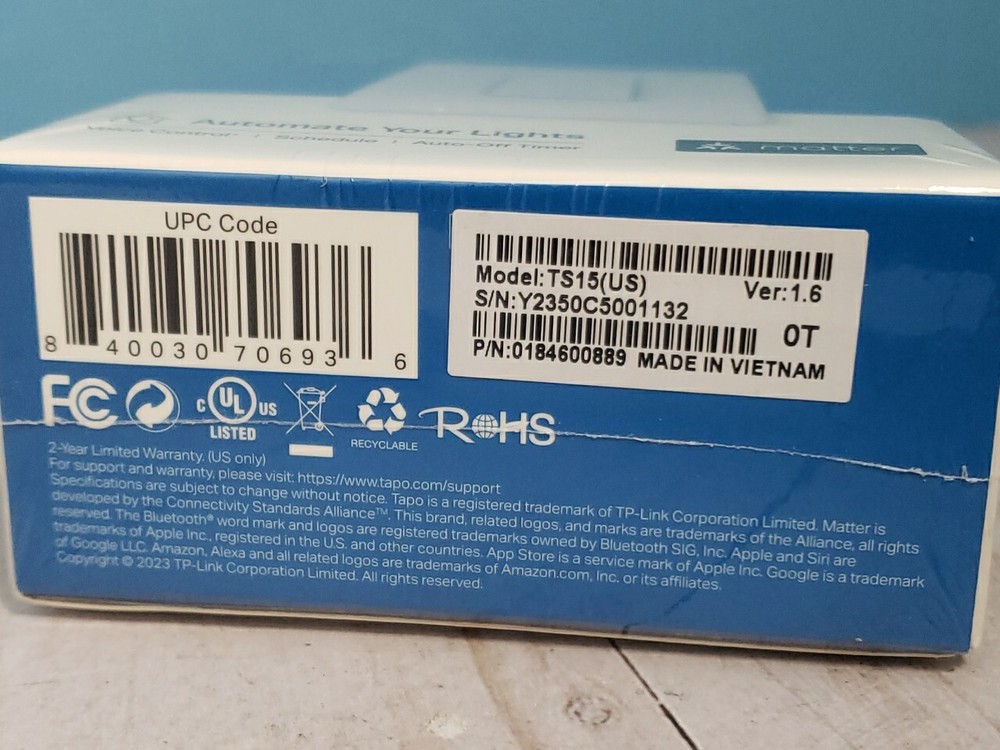 Automate Your Lights
Voice Control | Schedule | Auto-Off Timer
matter
UPC Code
8 40030 70693 6
Model:TS15(US) Ver:1.6
S/N:Y2350C5001132
0T
P/N:0184600889 MADE IN VIETNAM
FC
C UL US
LISTED
RECYCLABLE
RoHS
2-Year Limited Warranty. (US only)
For support and warranty, please visit: https://www.tapo.com/support
Specifications are subject to change without notice. Tapo is a registered trademark of TP-Link Corporation Limited. Matter is
developed by the Connectivity Standards Alliance™. This brand, related logos, and marks are trademarks of the Alliance, all rights
reserved. The Bluetooth® word mark and logos are registered trademarks owned by Bluetooth SIG, Inc. Apple and Siri are
trademarks of Apple Inc., registered in the U.S. and other countries. App Store is a service mark of Apple Inc. Google is a trademark
of Google LLC. Amazon, Alexa and all related logos are trademarks of Amazon.com, Inc. or its affiliates.
Copyright © 2023 TP-Link Corporation Limited. All rights reserved.